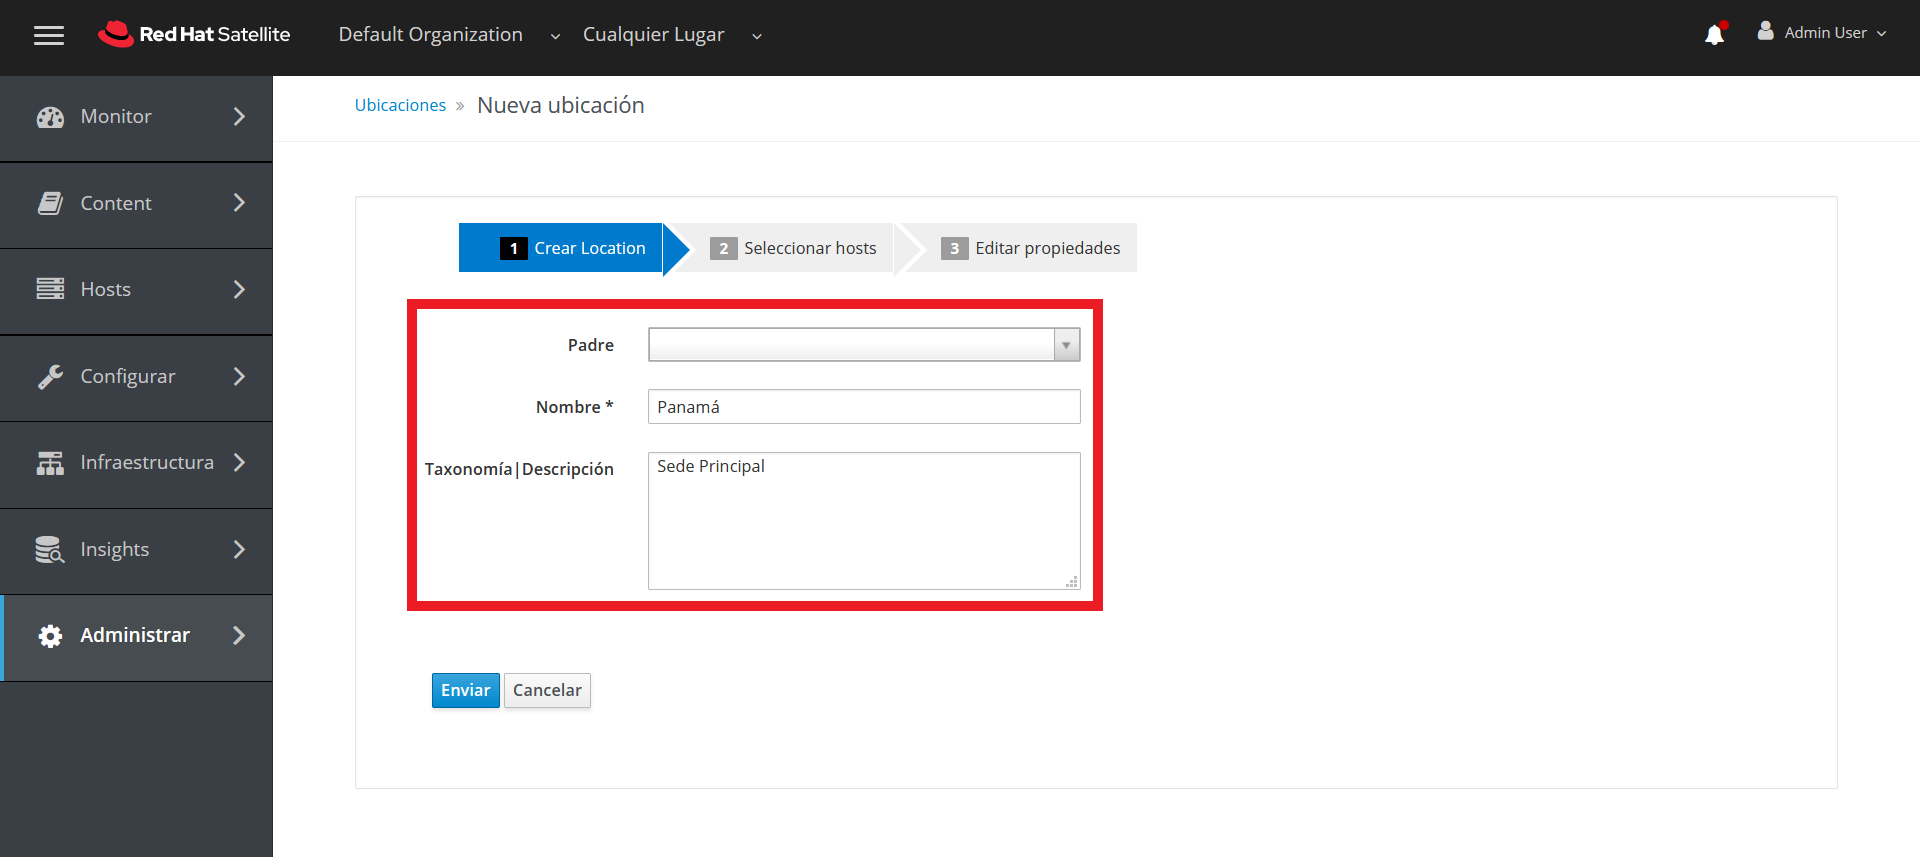 Red Hat Satellite Default Organization Cualquier Lugar Admin User
Monitor
Content
Hosts
Configurar
Infraestructura
Insights
Administrar
Ubicaciones » Nueva ubicación
1 Crear Location 2 Seleccionar hosts 3 Editar propiedades
Padre
Nombre * Panamá
Taxonomía|Descripción Sede Principal
Enviar Cancelar